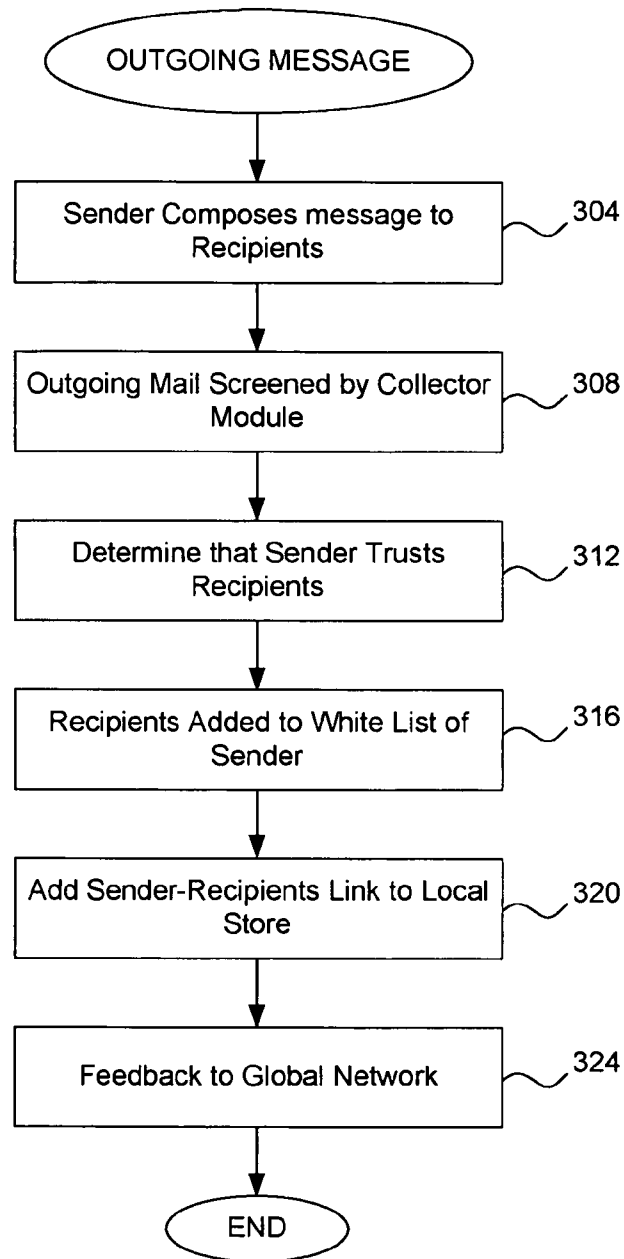 OUTGOING MESSAGE
Sender Composes message to
Recipients
304
Outgoing Mail Screened by Collector
Module
308
Determine that Sender Trusts
Recipients
312
Recipients Added to White List of
Sender
316
Add Sender-Recipients Link to Local
Store
320
Feedback to Global Network
324
END